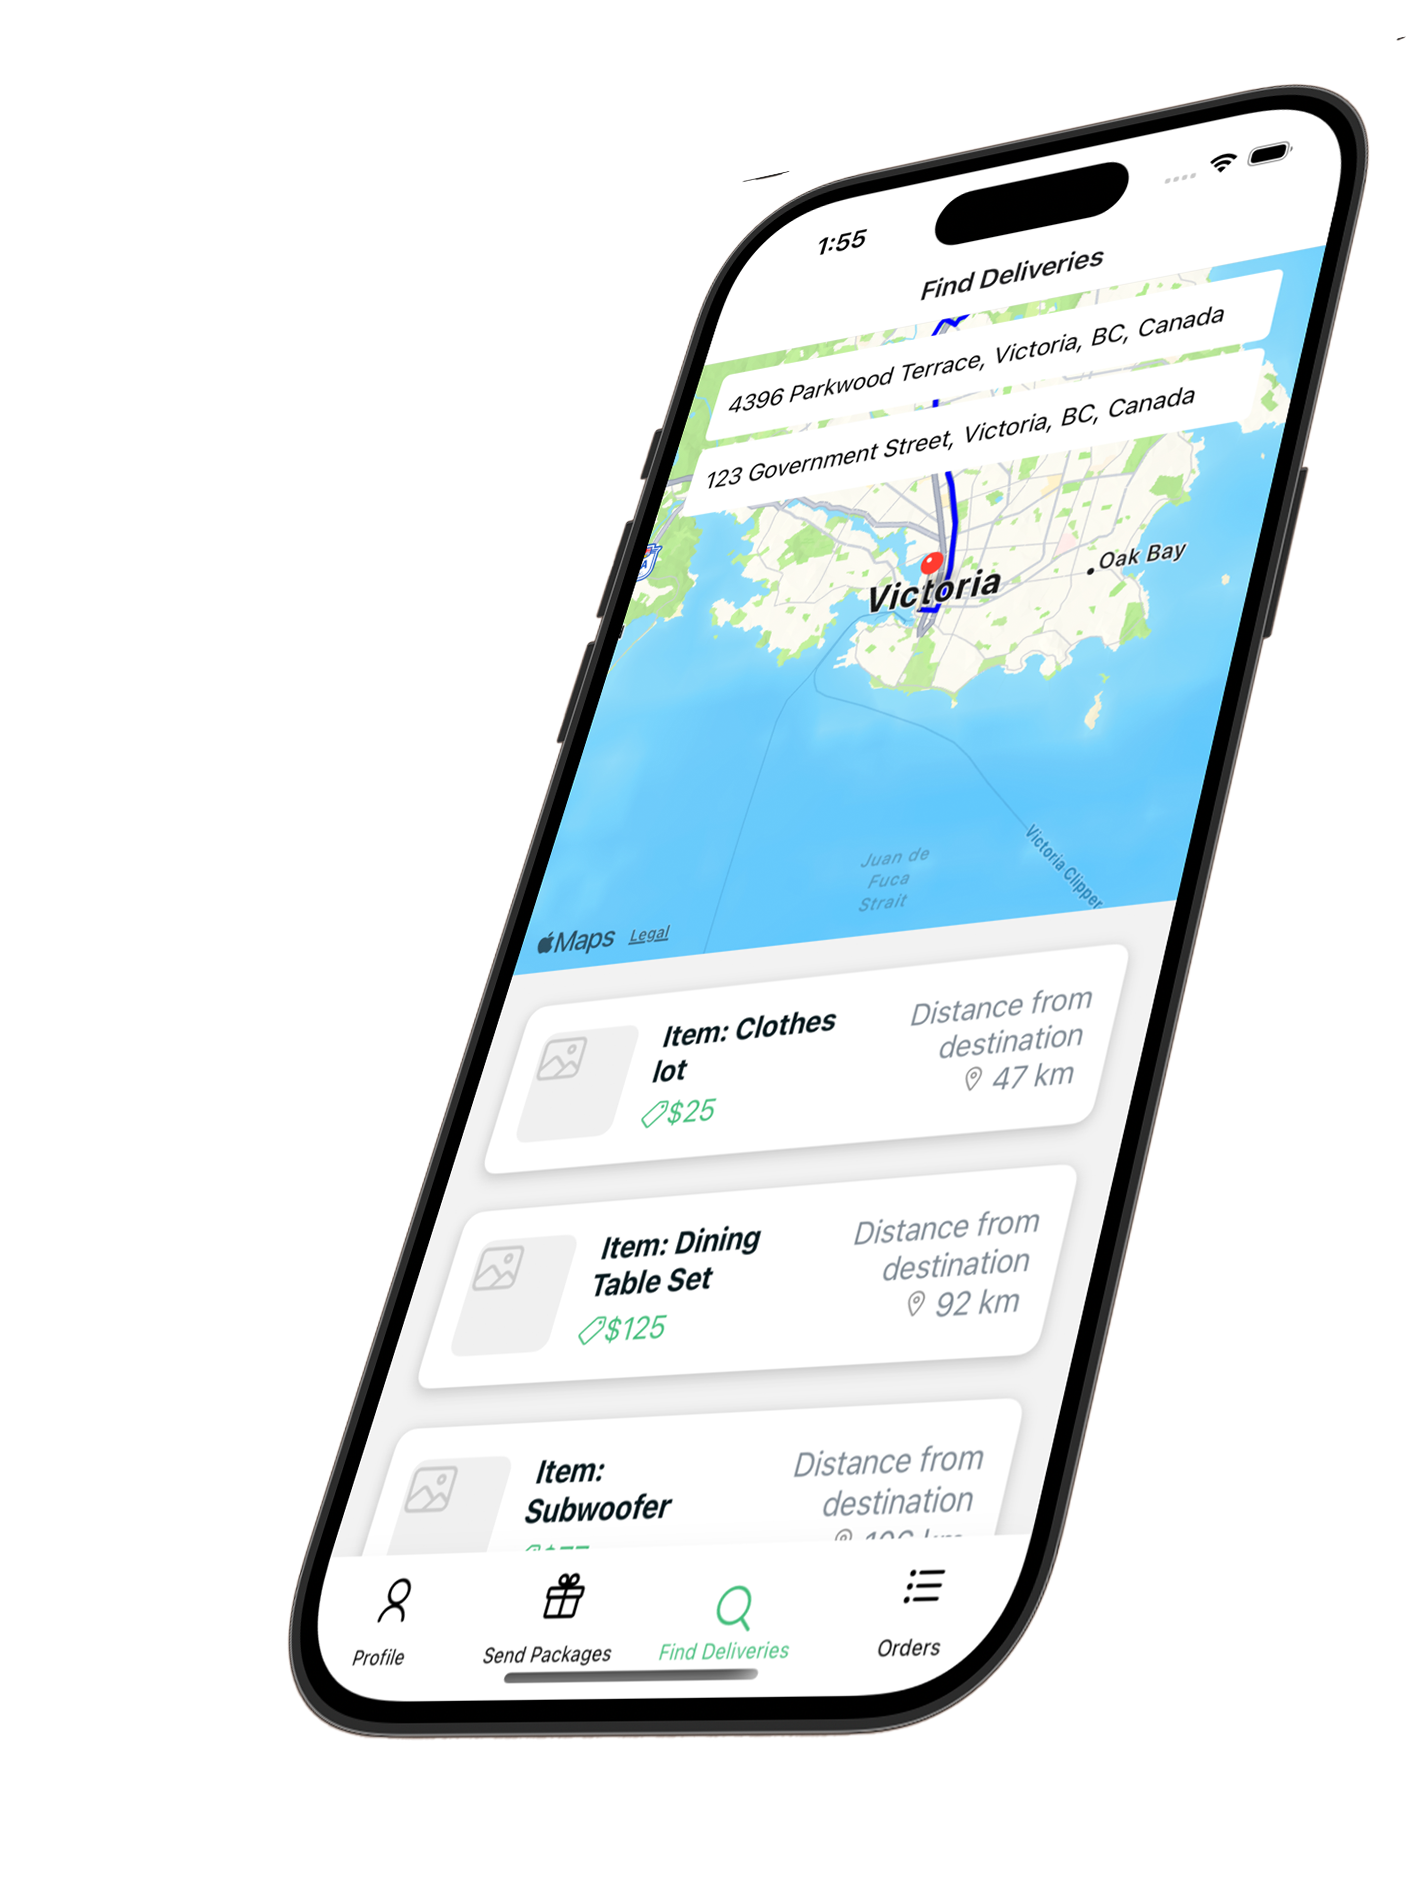 1:55
Find Deliveries
4396 Parkwood Terrace, Victoria, BC, Canada
123 Government Street, Victoria, BC, Canada
Oak Bay
Victoria
Juan de
Fuca
Strait
Victoria Clipper
Maps Legal
Item: Clothes
lot
$25
Distance from
destination
47 km
Item: Dining
Table Set
$125
Distance from
destination
92 km
Item:
Subwoofer
Distance from
destination
Profile
Send Packages
Find Deliveries
Orders